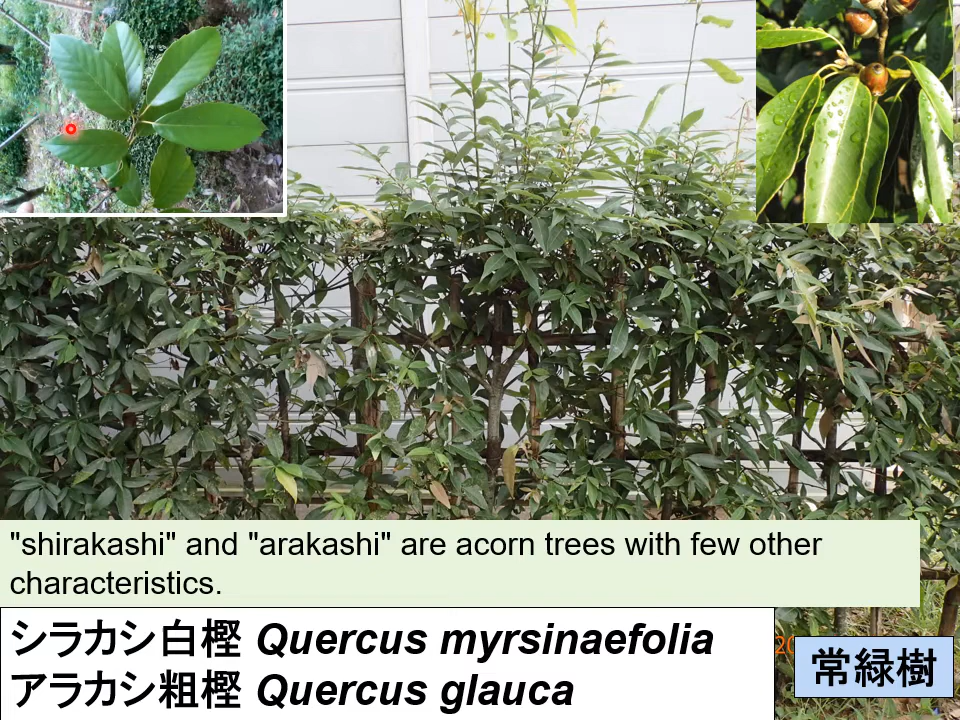 "shirakashi" and "arakashi" are acorn trees with few other
characteristics.
シラカシ白樫 Quercus myrsinaefolia
アラカシ粗樫 Quercus glauca
常緑樹